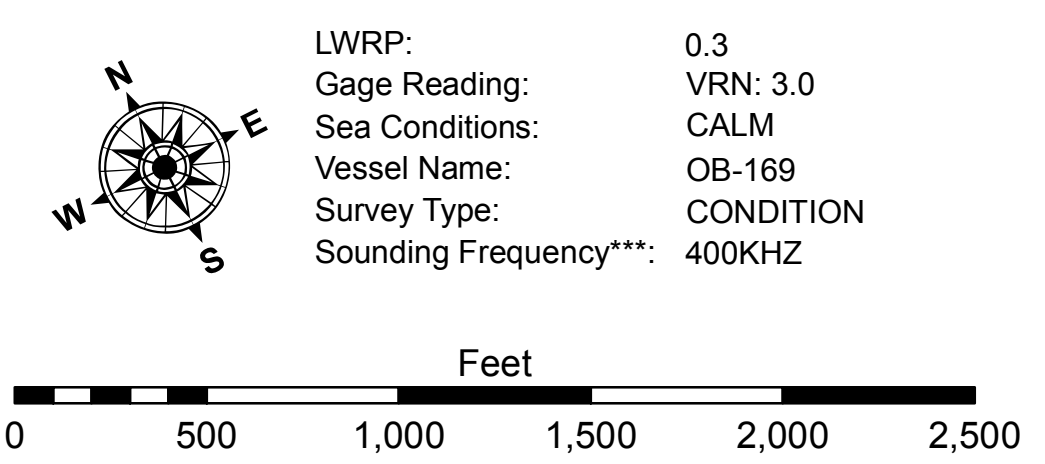 N
E
W
S
LWRP: 0.3
Gage Reading: VRN: 3.0
Sea Conditions: CALM
Vessel Name: OB-169
Survey Type: CONDITION
Sounding Frequency***: 400KHZ
Feet
0 500 1,000 1,500 2,000 2,500